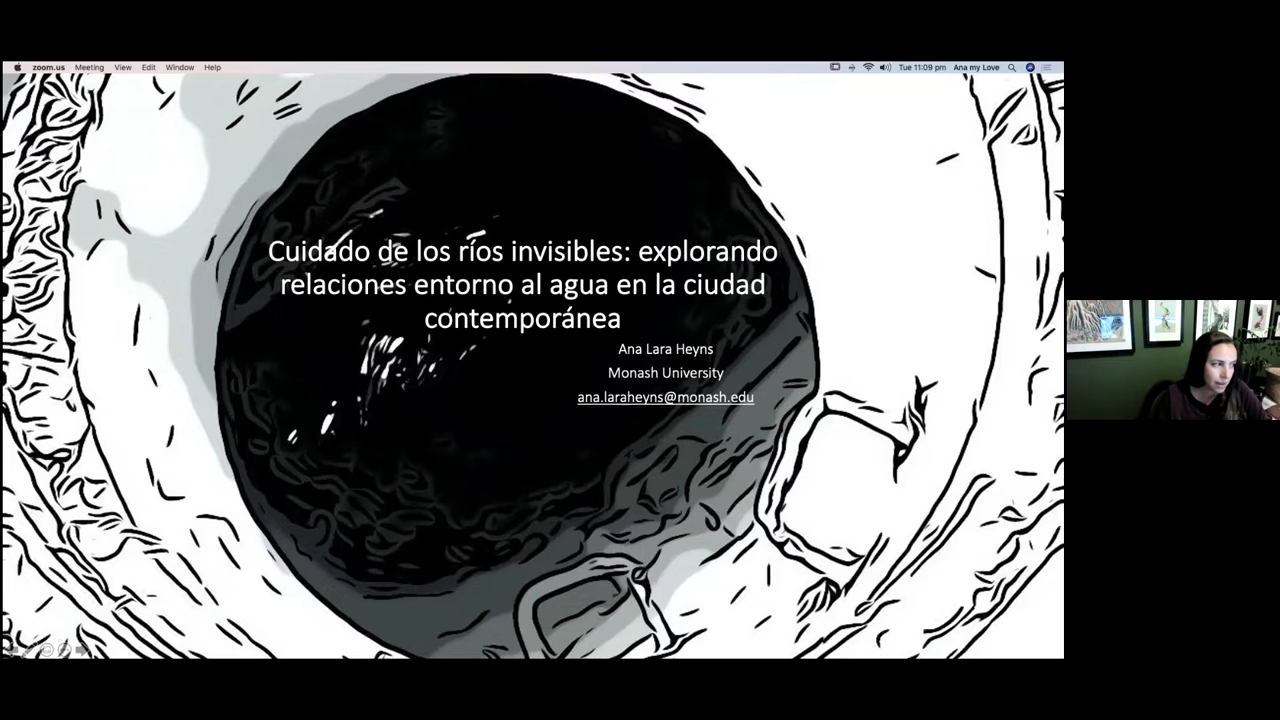 zoom.us Meeting View Edit Window Help Tue 11:09 pm Ana my Love
Cuidado de los ríos invisibles: explorando
relaciones entorno al agua en la ciudad
contemporánea
Ana Lara Heyns
Monash University
ana.laraheyns@monash.edu